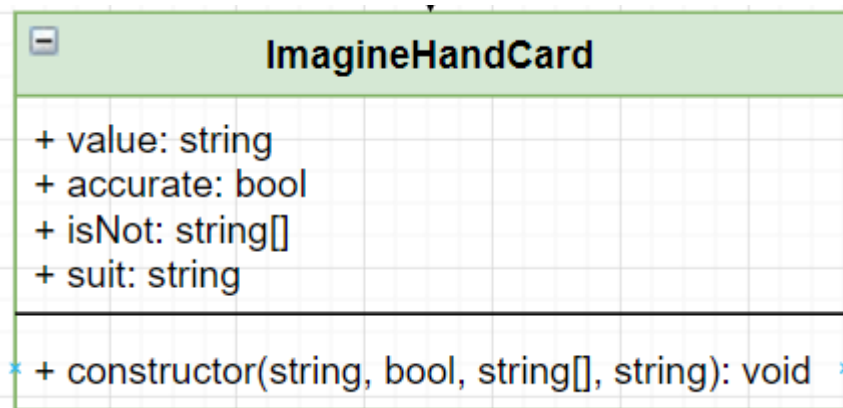 ImagineHandCard
+ value: string
+ accurate: bool
+ isNot: string[]
+ suit: string
+ constructor(string, bool, string[], string): void